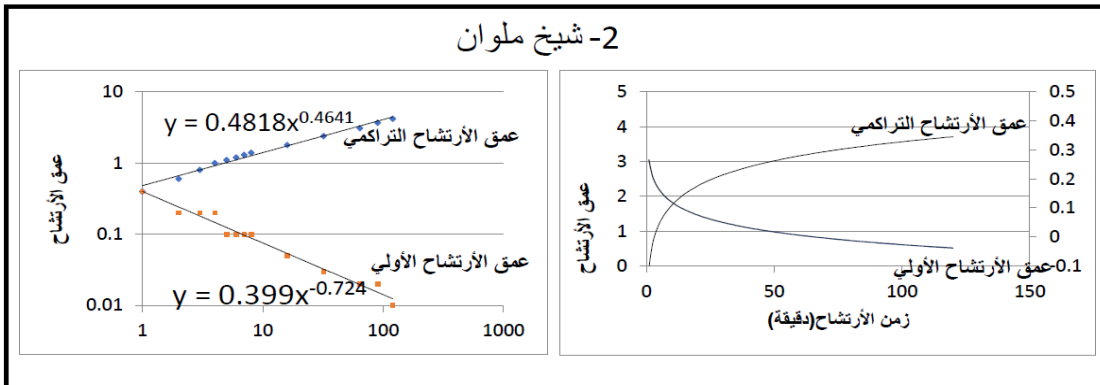 2- شيخ ملوان
10
1
0.1
0.01
1
10
100
1000
عمق الأرتشاح
y = 0.4818x^0.4641
عمق الأرتشاح التراكمي
عمق الأرتشاح الأولي
y = 0.399x^-0.724
5
4
3
2
1
0
0.5
0.4
0.3
0.2
0.1
0
-0.1
0
50
100
150
عمق الأرتشاح
عمق الأرتشاح التراكمي
عمق الأرتشاح الأولي
زمن الأرتشاح(دقيقة)